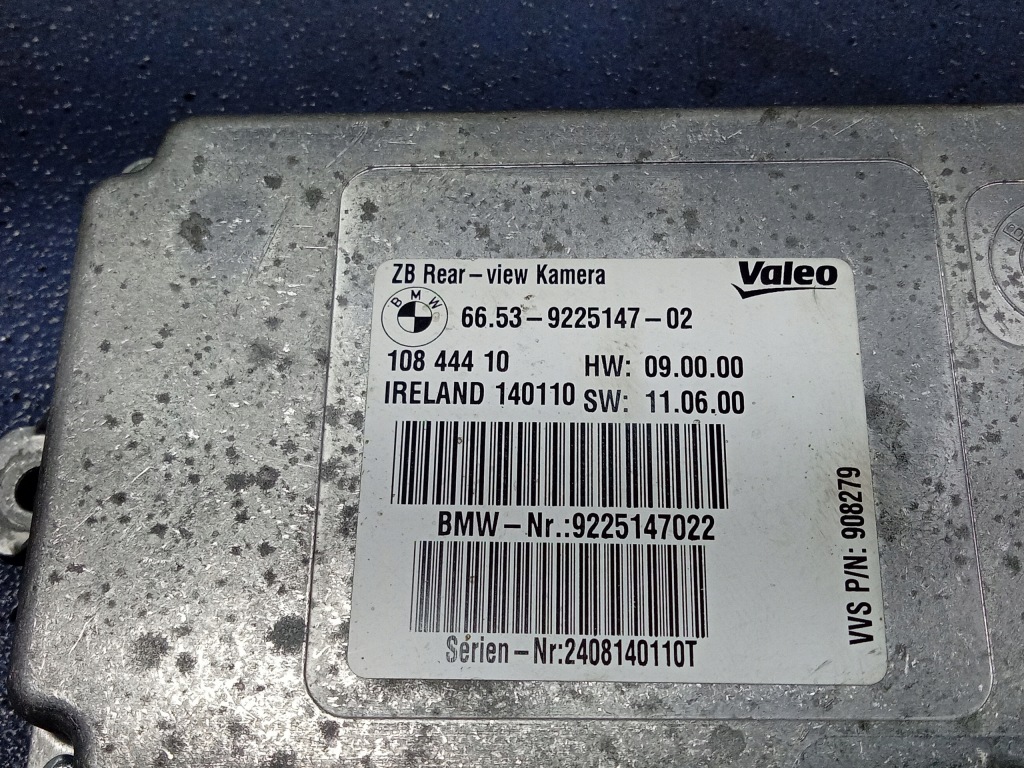 ZB Rear-view Kamera
Valeo
BMW
66.53-9225147-02
108 444 10 HW: 09.00.00
IRELAND 140110 SW: 11.06.00
BMW-Nr.:9225147022
Sérien-Nr:2408140110T
VVS P/N: 908279